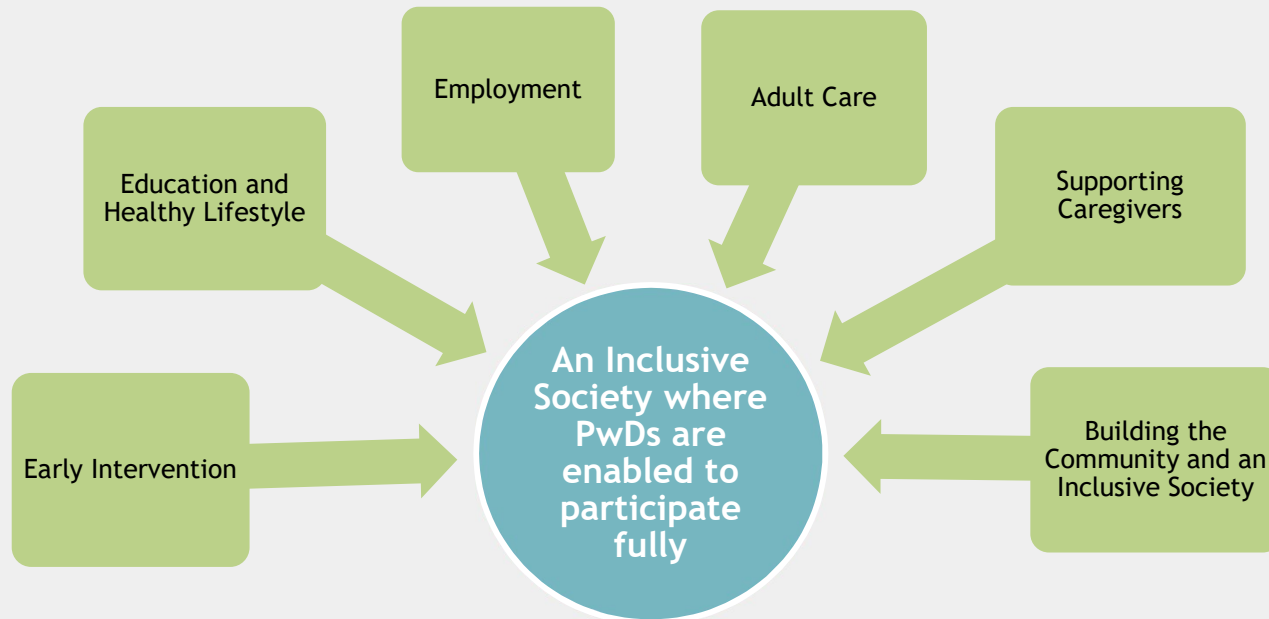 Employment
Adult Care
Education and
Healthy Lifestyle
Supporting
Caregivers
Early Intervention
An Inclusive
Society where
PwDs are
enabled to
participate
fully
Building the
Community and an
Inclusive Society